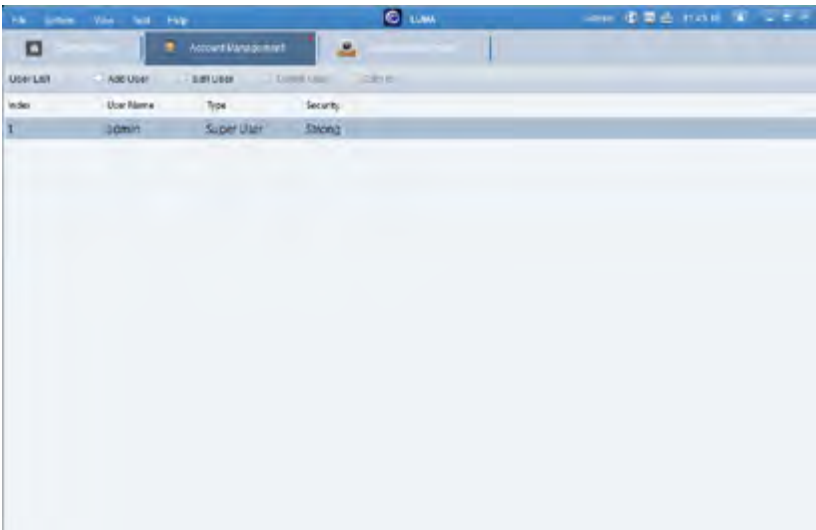 File System View Tool Help LUMA
Account Management
User List Add User Edit User
Index User Name Type Security
1 admin Super User Strong